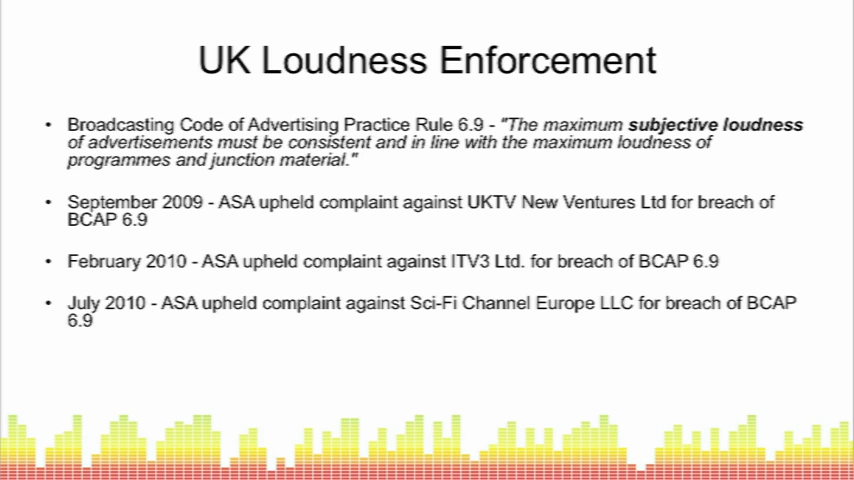 UK Loudness Enforcement
• Broadcasting Code of Advertising Practice Rule 6.9 - "The maximum subjective loudness
of advertisements must be consistent and in line with the maximum loudness of
programmes and junction material."
• September 2009 - ASA upheld complaint against UKTV New Ventures Ltd for breach of
BCAP 6.9
• February 2010 - ASA upheld complaint against ITV3 Ltd. for breach of BCAP 6.9
• July 2010 - ASA upheld complaint against Sci-Fi Channel Europe LLC for breach of BCAP
6.9